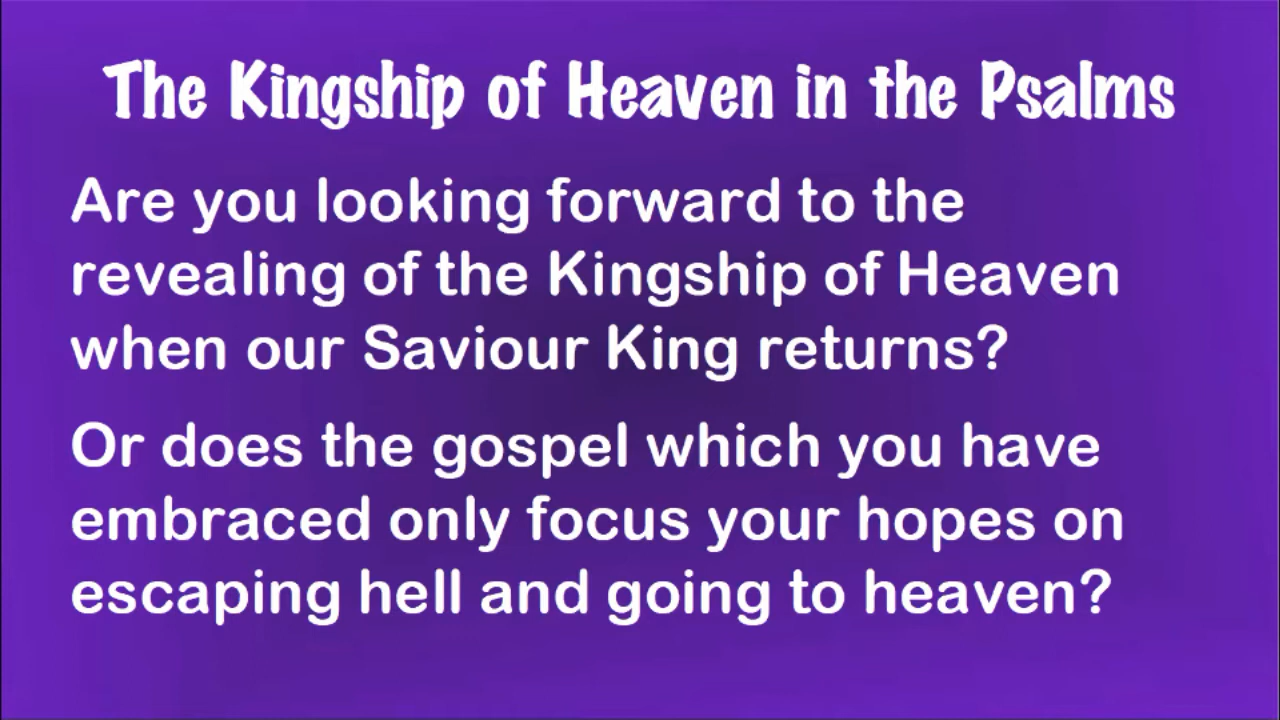 The Kingship of Heaven in the Psalms
Are you looking forward to the
revealing of the Kingship of Heaven
when our Saviour King returns?
Or does the gospel which you have
embraced only focus your hopes on
escaping hell and going to heaven?